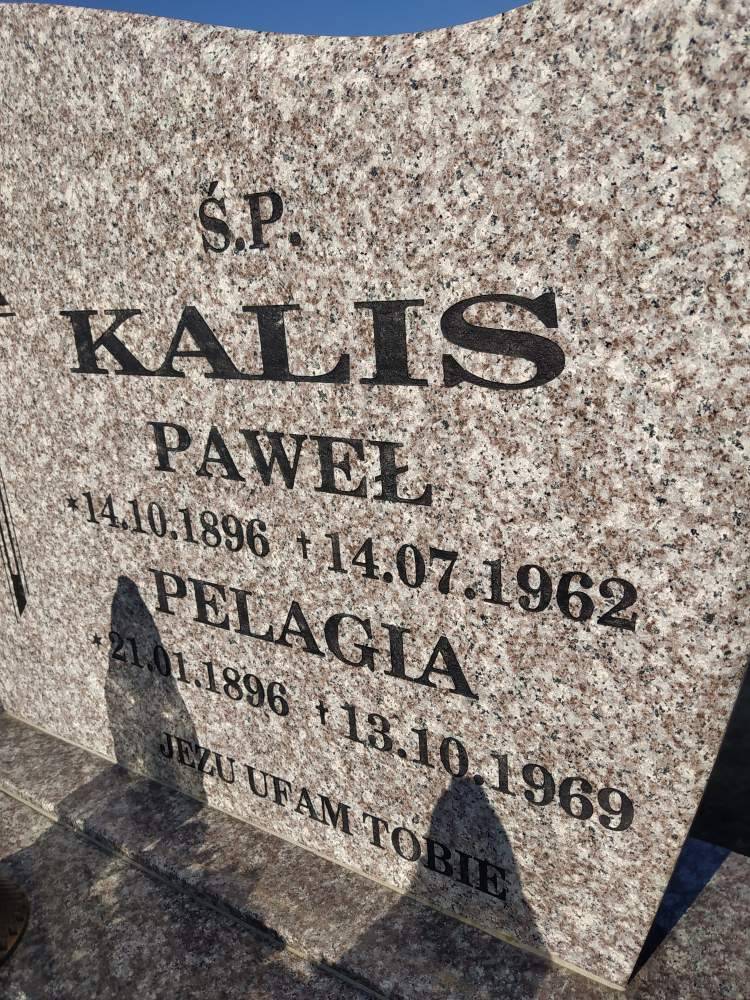 Ś.P.
KALIS
PAWEŁ
*14.10.1896 †14.07.1962
PELAGIA
*21.01.1896 †13.10.1969
JEZU UFAM TOBIE